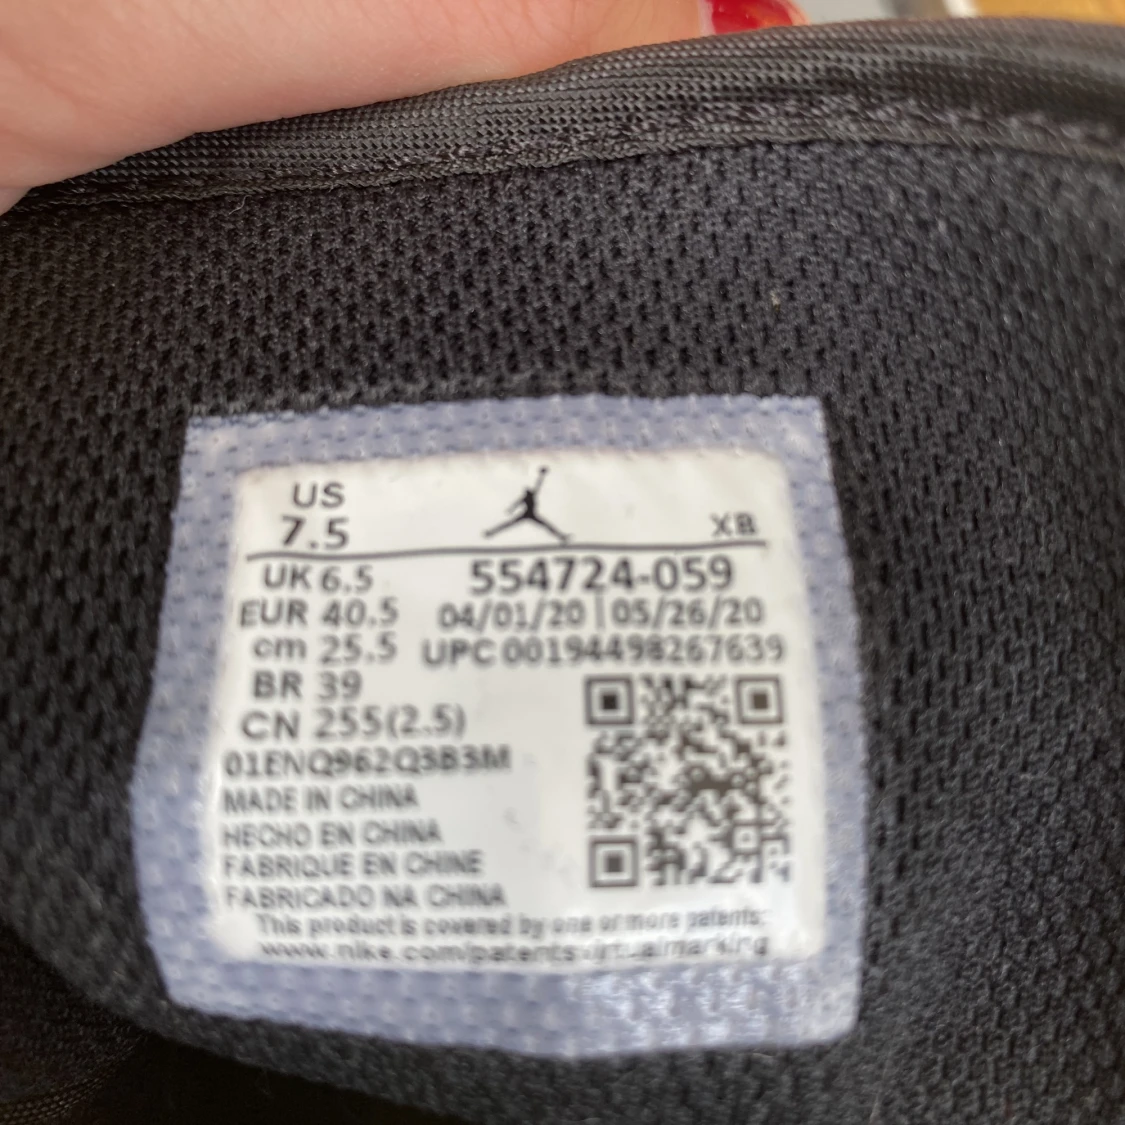 US
7.5
XB
UK 6.5
554724-059
EUR 40.5
04/01/20 | 05/26/20
cm 25.5
UPC 00194498267639
BR 39
CN 255(2.5)
01ENQ962Q3B3M
MADE IN CHINA
HECHO EN CHINA
FABRIQUE EN CHINE
FABRICADO NA CHINA
This product is covered by one or more patents:
www.nike.com/patentsvirtualmarking